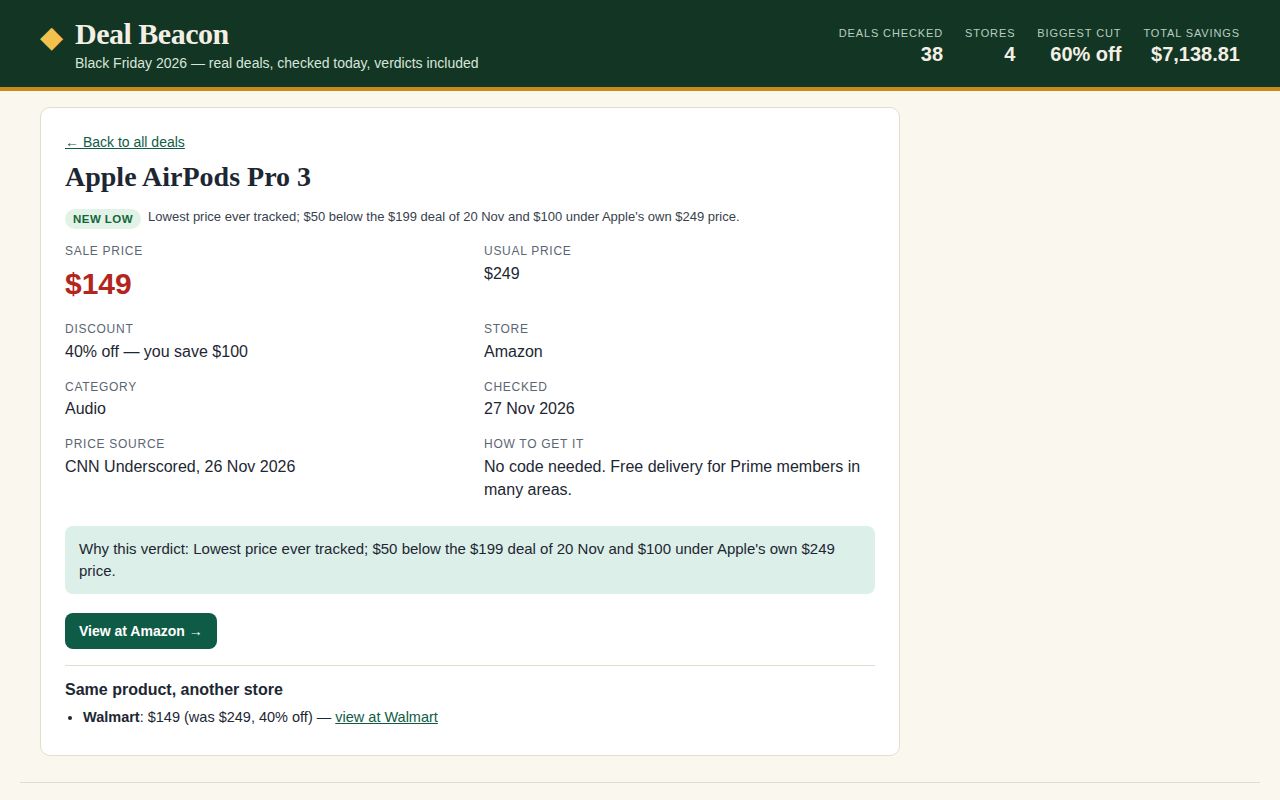 Deal Beacon
Black Friday 2026 — real deals, checked today, verdicts included
DEALS CHECKED
38
STORES
4
BIGGEST CUT
60% off
TOTAL SAVINGS
$7,138.81
← Back to all deals
Apple AirPods Pro 3
NEW LOW Lowest price ever tracked; $50 below the $199 deal of 20 Nov and $100 under Apple's own $249 price.
SALE PRICE
$149
USUAL PRICE
$249
DISCOUNT
40% off — you save $100
STORE
Amazon
CATEGORY
Audio
CHECKED
27 Nov 2026
PRICE SOURCE
CNN Underscored, 26 Nov 2026
HOW TO GET IT
No code needed. Free delivery for Prime members in
many areas.
Why this verdict: Lowest price ever tracked; $50 below the $199 deal of 20 Nov and $100 under Apple's own $249
price.
View at Amazon →
Same product, another store
• Walmart: $149 (was $249, 40% off) — view at Walmart